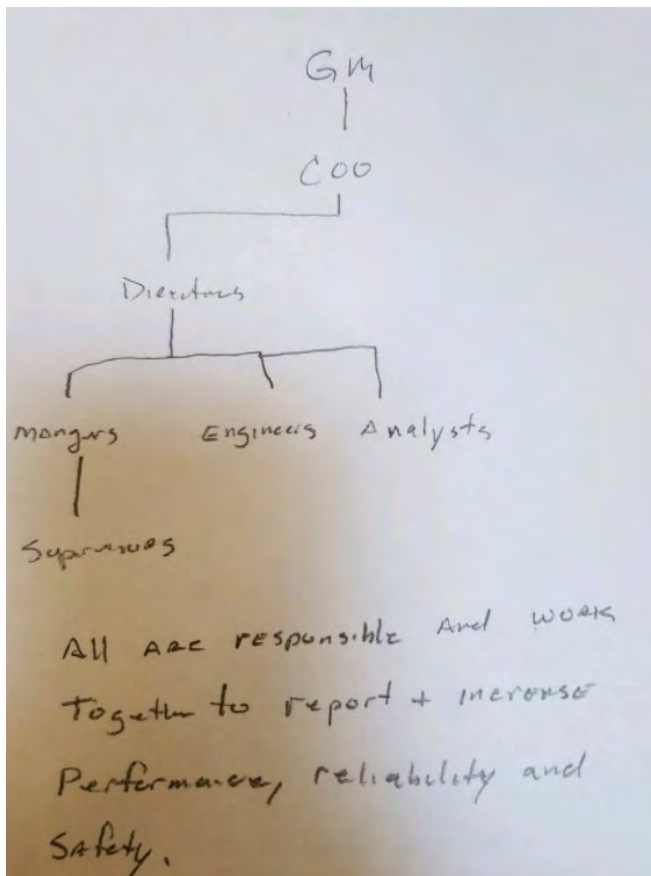 GM
COO
Directors
Mangers Engineers Analysts
Supervisors
All ARE responsible And work
Together to report + increase
Performance, reliability and
Safety.